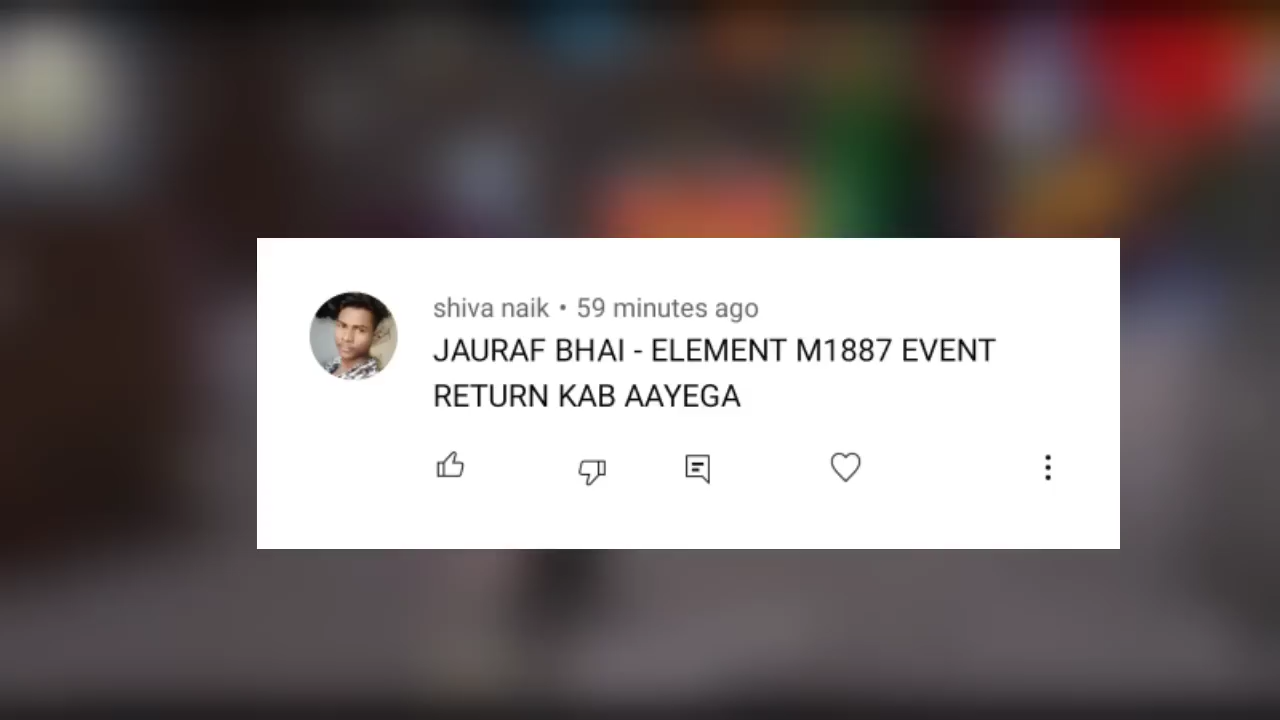 shiva naik • 59 minutes ago
JAURAF BHAI - ELEMENT M1887 EVENT
RETURN KAB AAYEGA